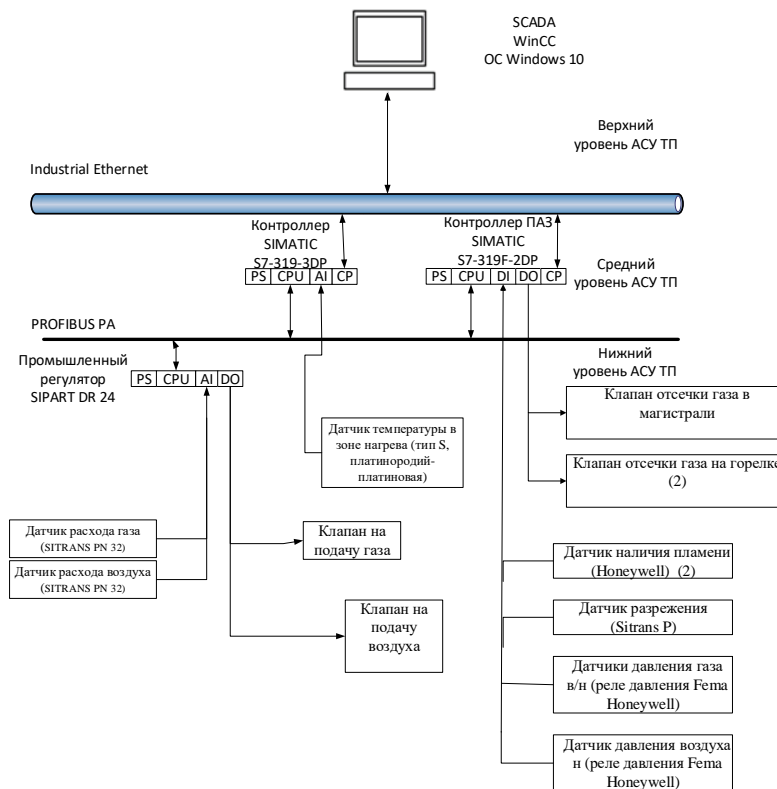 SCADA
WinCC
ОС Windows 10
Верхний
уровень АСУ ТП
Industrial Ethernet
Контроллер
SIMATIC
S7-319-3DP
PS CPU AI CP
Контроллер ПАЗ
SIMATIC
S7-319F-2DP
PS CPU DI DO CP
Средний
уровень АСУ ТП
PROFIBUS PA
Промышленный
регулятор
SIPART DR 24
PS CPU AI DO
Нижний
уровень АСУ ТП
Клапан отсечки газа в
магистрали
Датчик температуры в
зоне нагрева (тип S,
платинородий-
платиновая)
Клапан отсечки газа на горелке
(2)
Датчик расхода газа
(SITRANS PN 32)
Датчик расхода воздуха
(SITRANS PN 32)
Клапан на
подачу газа
Клапан на
подачу
воздуха
Датчик наличия пламени
(Honeywell) (2)
Датчик разрежения
(Sitrans P)
Датчики давления газа
в/н (реле давления Fema
Honeywell)
Датчик давления воздуха
н (реле давления Fema
Honeywell)